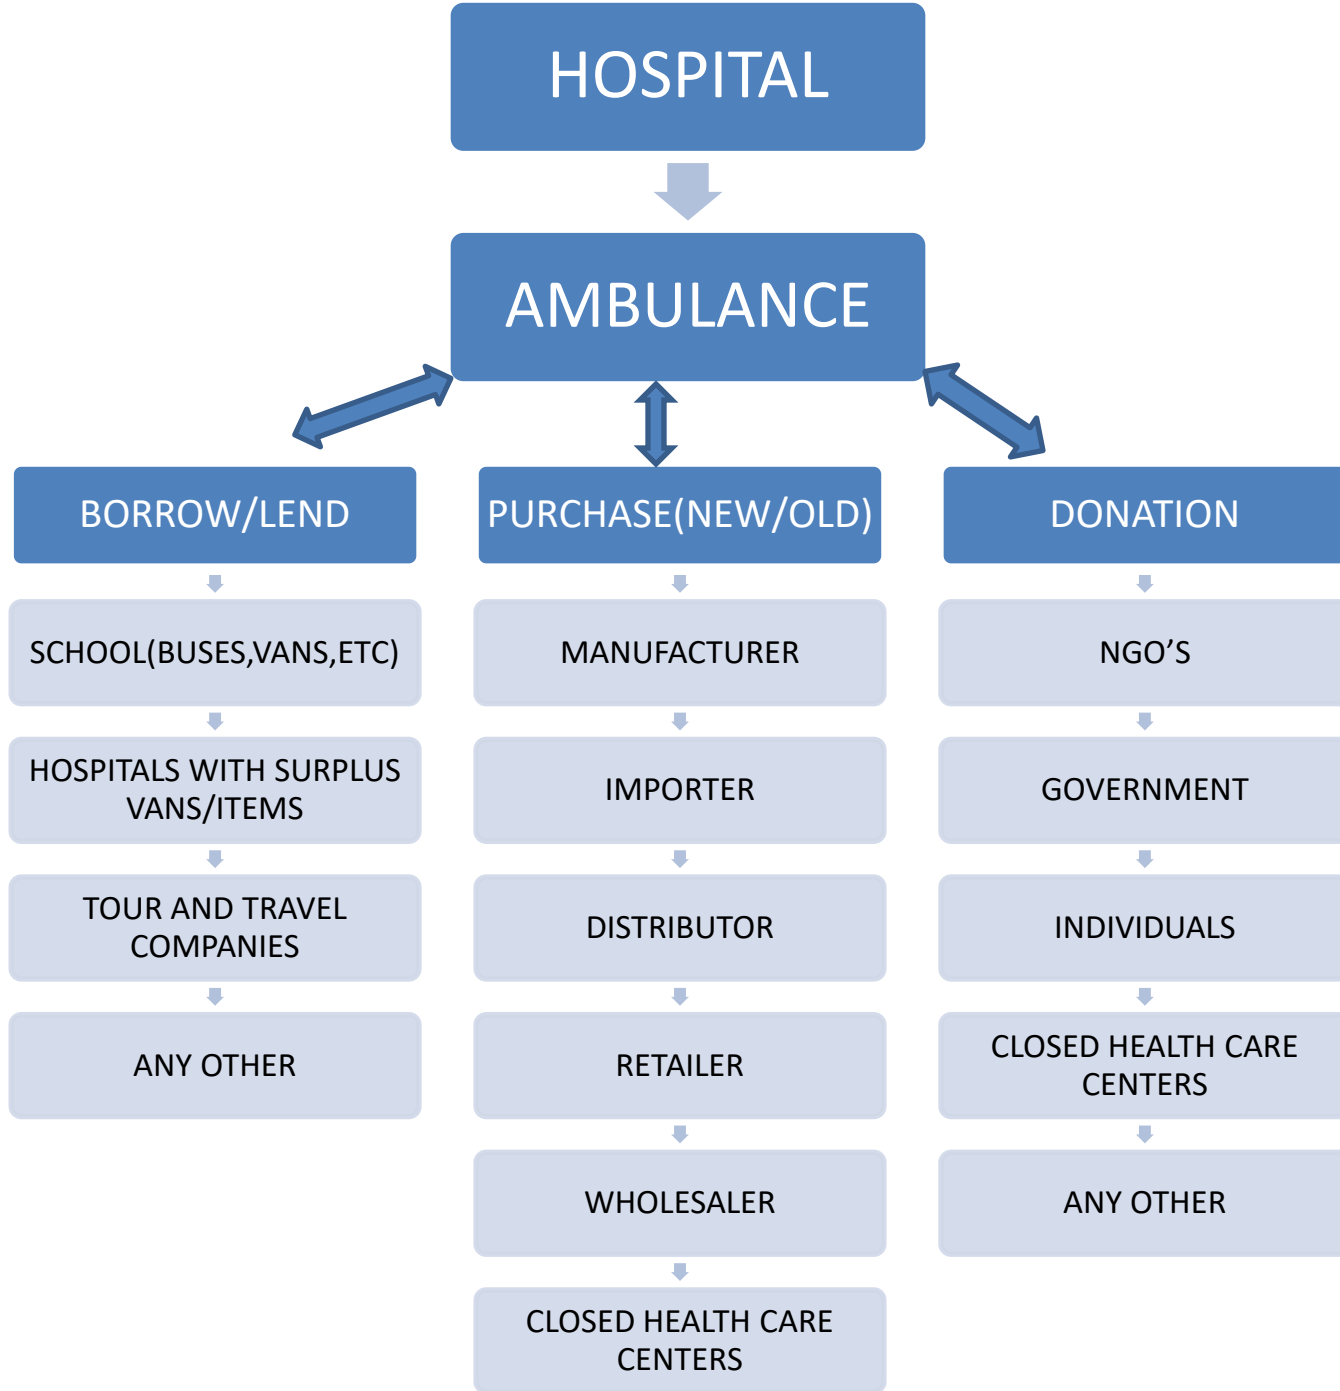 HOSPITAL
AMBULANCE
BORROW/LEND
SCHOOL(BUSES,VANS,ETC)
HOSPITALS WITH SURPLUS
VANS/ITEMS
TOUR AND TRAVEL
COMPANIES
ANY OTHER
PURCHASE(NEW/OLD)
MANUFACTURER
IMPORTER
DISTRIBUTOR
RETAILER
WHOLESALER
CLOSED HEALTH CARE
CENTERS
DONATION
NGO’S
GOVERNMENT
INDIVIDUALS
CLOSED HEALTH CARE
CENTERS
ANY OTHER